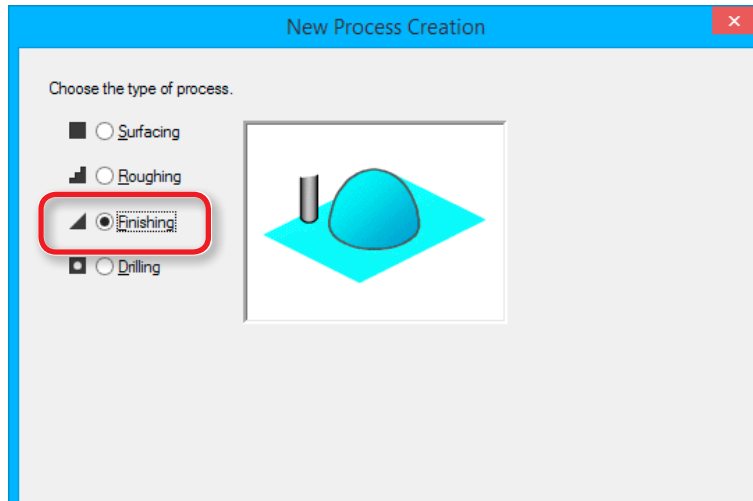 New Process Creation
Choose the type of process.
Surfacing
Roughing
Finishing
Drilling